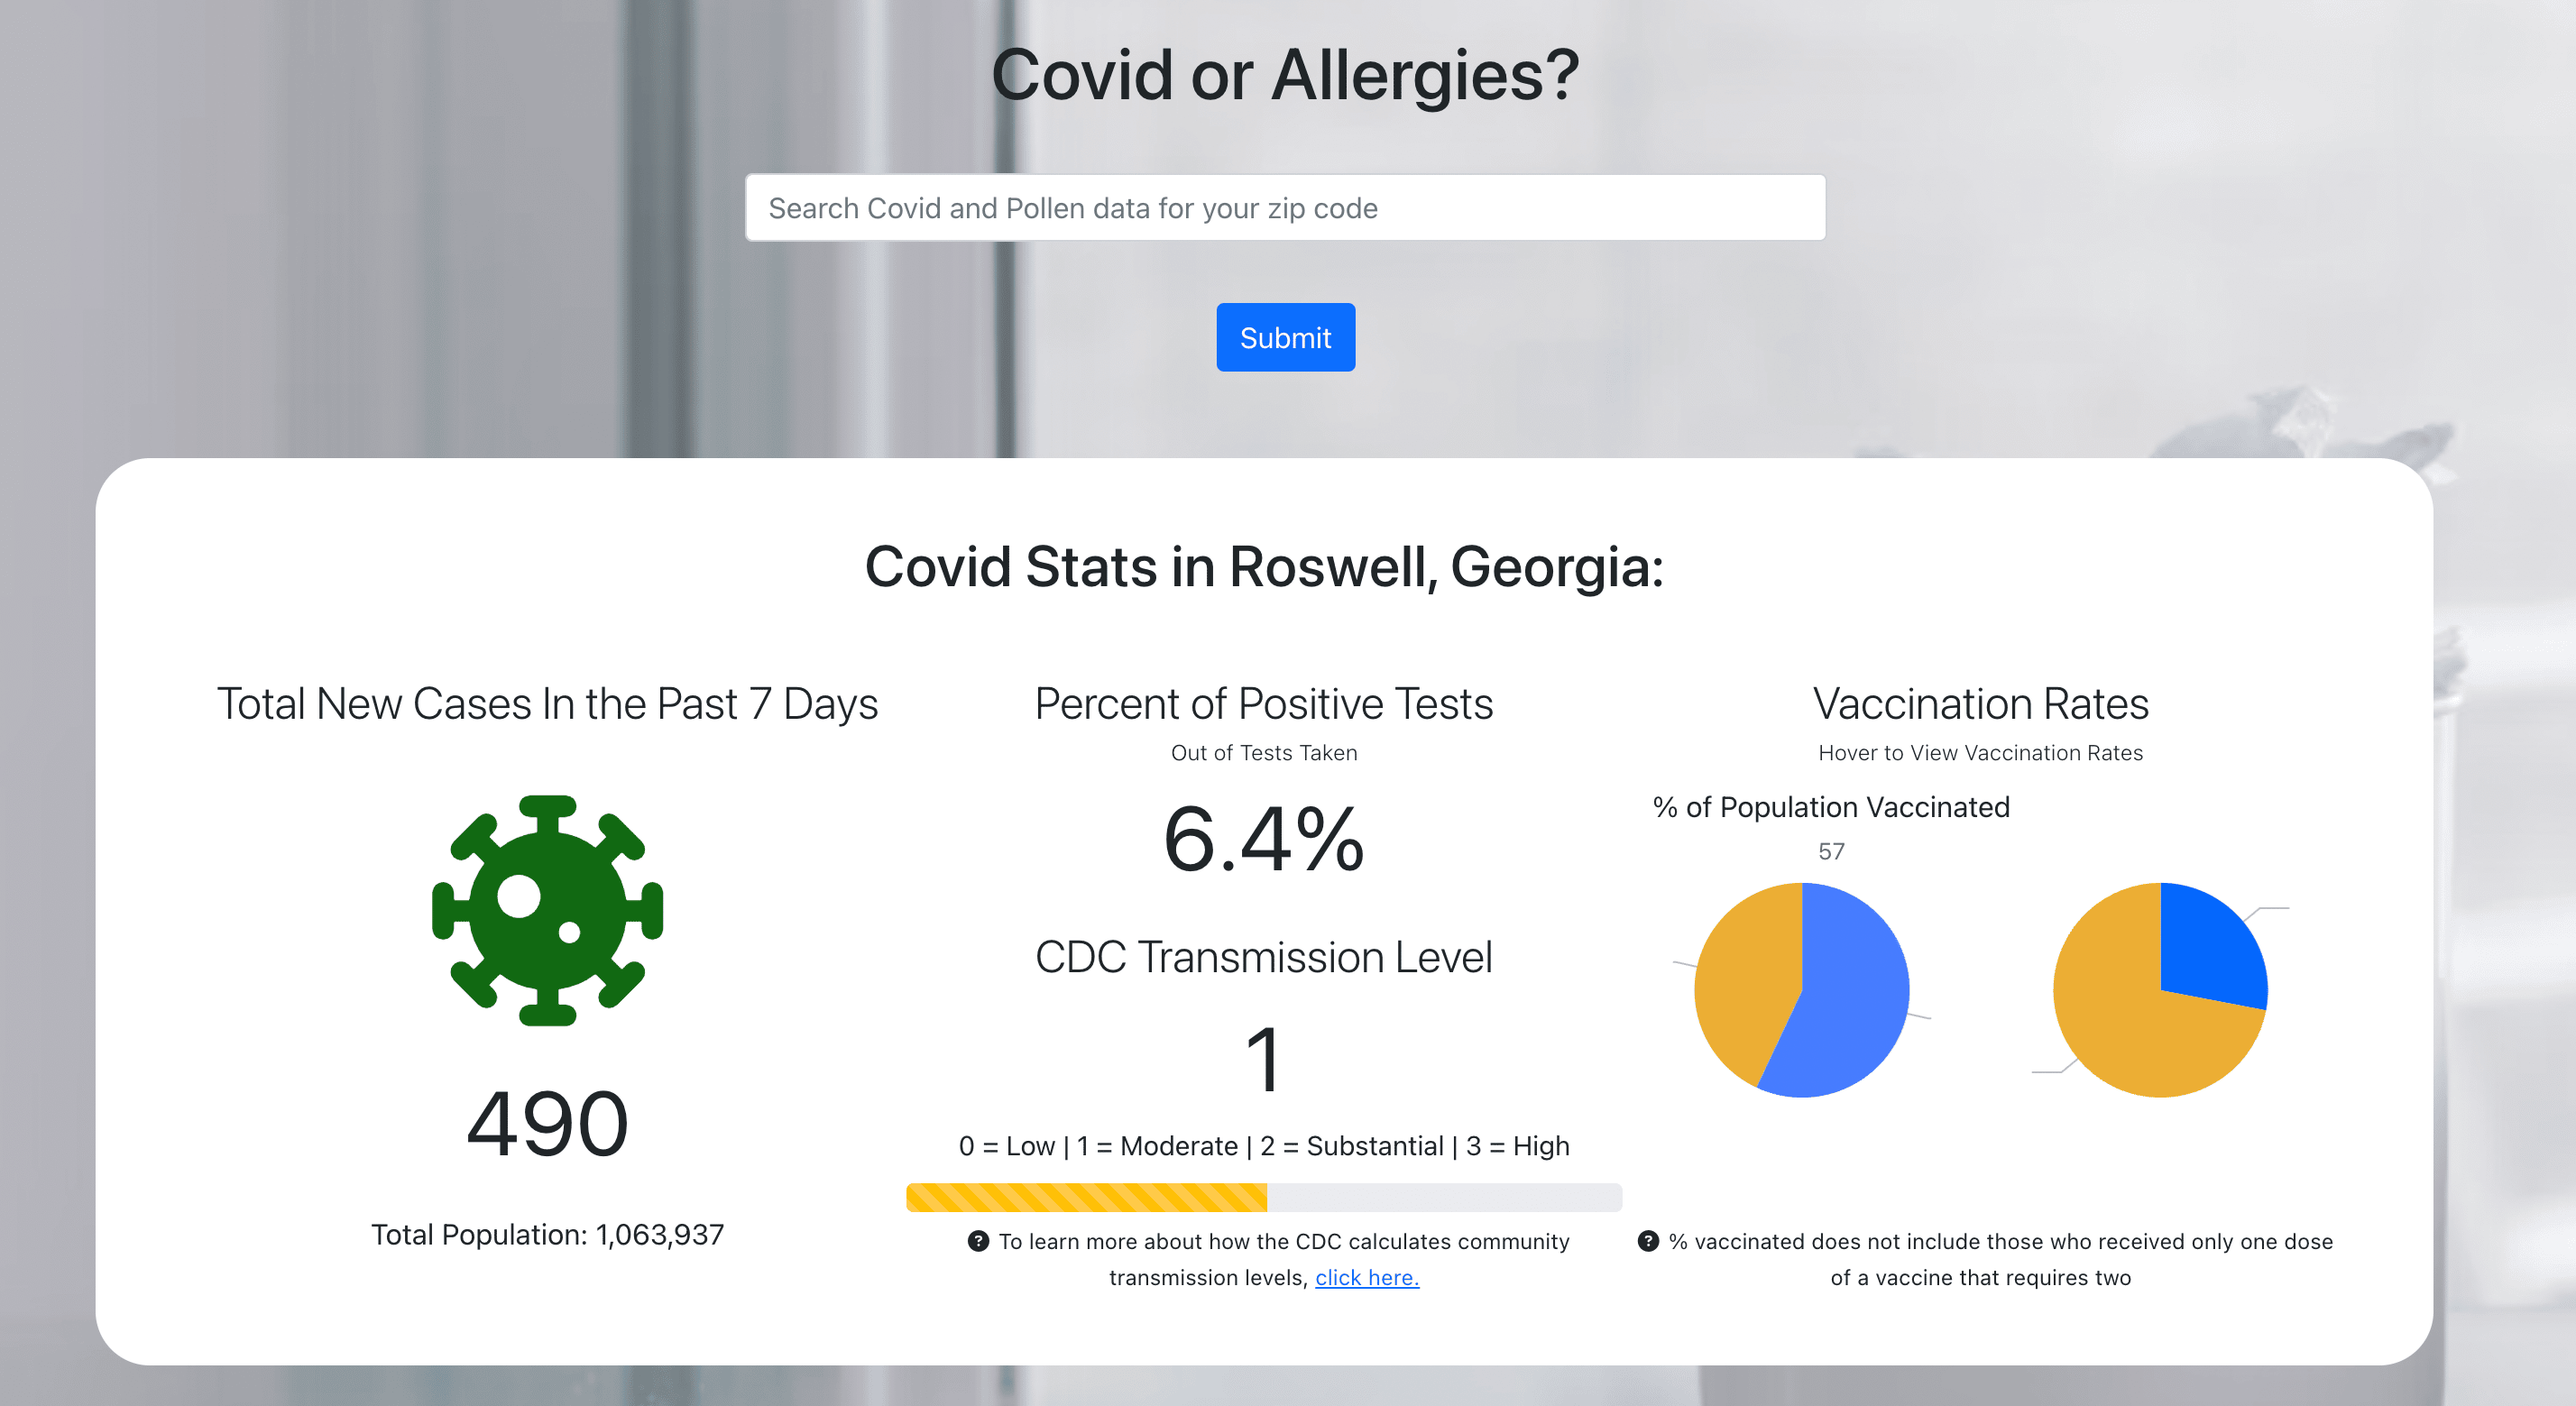 Covid or Allergies?
Search Covid and Pollen data for your zip code
Submit
Covid Stats in Roswell, Georgia:
Total New Cases In the Past 7 Days
490
Total Population: 1,063,937
Percent of Positive Tests
Out of Tests Taken
6.4%
CDC Transmission Level
1
0 = Low | 1 = Moderate | 2 = Substantial | 3 = High
? To learn more about how the CDC calculates community
transmission levels, click here.
Vaccination Rates
Hover to View Vaccination Rates
% of Population Vaccinated
57
? % vaccinated does not include those who received only one dose
of a vaccine that requires two